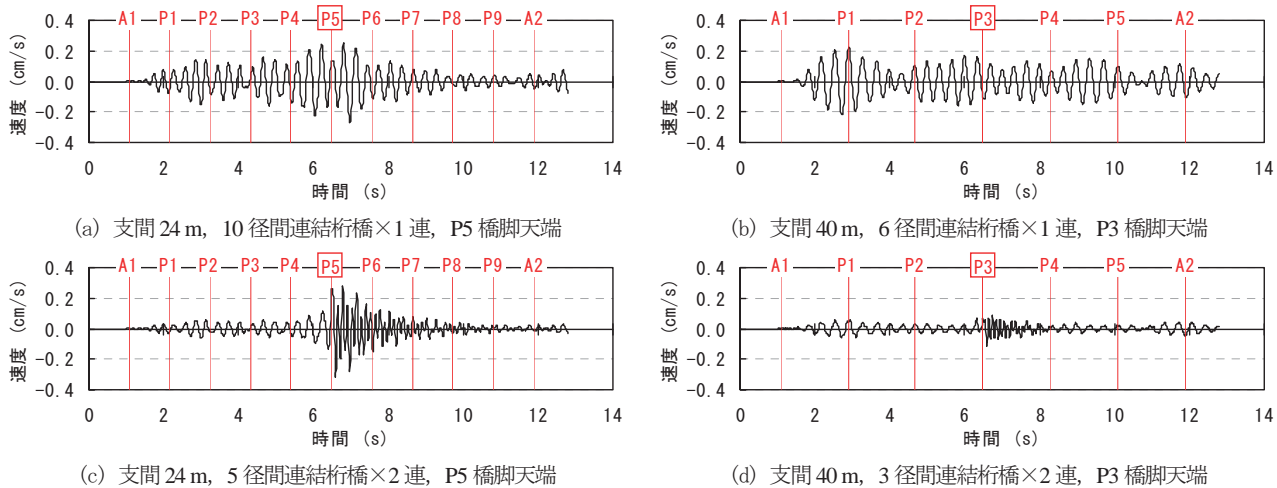 A1 P1 P2 P3 P4 P5 P6 P7 P8 P9 A2
0.4
0.2
0.0
-0.2
-0.4
速度 (cm/s)
0 2 4 6 8 10 12 14
時間 (s)
(a) 支間 24 m, 10 径間連結桁橋×1 連, P5 橋脚天端
A1 P1 P2 P3 P4 P5 A2
0.4
0.2
0.0
-0.2
-0.4
速度 (cm/s)
0 2 4 6 8 10 12 14
時間 (s)
(b) 支間 40 m, 6 径間連結桁橋×1 連, P3 橋脚天端
A1 P1 P2 P3 P4 P5 P6 P7 P8 P9 A2
0.4
0.2
0.0
-0.2
-0.4
速度 (cm/s)
0 2 4 6 8 10 12 14
時間 (s)
(c) 支間 24 m, 5 径間連結桁橋×2 連, P5 橋脚天端
A1 P1 P2 P3 P4 P5 A2
0.4
0.2
0.0
-0.2
-0.4
速度 (cm/s)
0 2 4 6 8 10 12 14
時間 (s)
(d) 支間 40 m, 3 径間連結桁橋×2 連, P3 橋脚天端